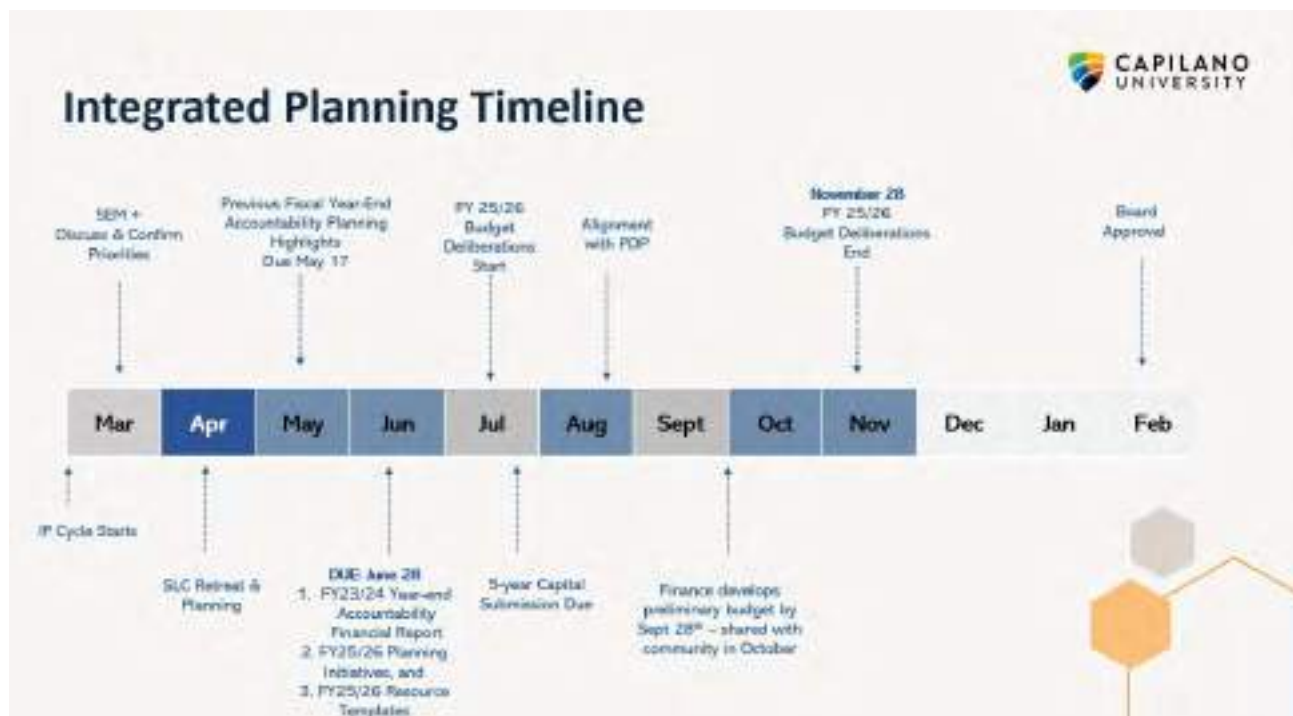 CAPILANO
UNIVERSITY
Integrated Planning Timeline
SEM +
Discuss & Confirm
Priorities
Previous Fiscal Year-End
Accountability Planning
Highlights
Due May 17
FY 25/26
Budget
Deliberations
Start
Alignment
with PDP
November 28
FY 25/26
Budget Deliberations
End
Board
Approval
Mar
Apr
May
Jun
Jul
Aug
Sept
Oct
Nov
Dec
Jan
Feb
IP Cycle Starts
SLC Retreat &
Planning
DUE June 28
1. FY23/24 Year-end
Accountability
Financial Report
2. FY25/26 Planning
Initiatives, and
3. FY25/26 Resource
Templates
5-year Capital
Submission Due
Finance develops
preliminary budget by
Sept 28th – shared with
community in October